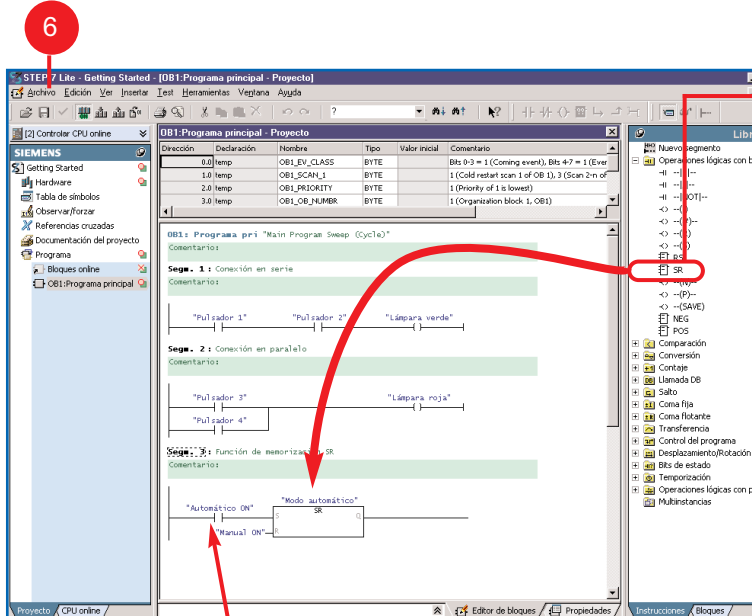 6
STEP 7 Lite - Getting Started - [OB1:Programa principal - Proyecto]
Archivo Edición Ver Insertar Test Herramientas Ventana Ayuda
?
[2] Controlar CPU online
OB1:Programa principal - Proyecto
SIEMENS
Getting Started
Hardware
Tabla de símbolos
Observar/forzar
Referencias cruzadas
Documentación del proyecto
Programa
Bloques online
OB1:Programa principal
Dirección Declaración Nombre Tipo Valor inicial Comentario
0.0 temp OB1_EV_CLASS BYTE Bits 0-3 = 1 (Coming event), Bits 4-7 = 1 (Ever
1.0 temp OB1_SCAN_1 BYTE 1 (Cold restart scan 1 of OB 1), 3 (Scan 2-n of
2.0 temp OB1_PRIORITY BYTE 1 (Priority of 1 is lowest)
3.0 temp OB1_OB_NUMBR BYTE 1 (Organization block 1, OB1)
OB1: Programa pri "Main Program Sweep (Cycle)"
Comentario:
Segm. 1: Conexión en serie
Comentario:
"Pulsador 1" "Pulsador 2" "Lámpara verde"
Segm. 2: Conexión en paralelo
Comentario:
"Pulsador 3" "Lámpara roja"
"Pulsador 4"
Segm. 3: Función de memorización SR
Comentario:
"Modo automático"
"Automático ON" SR
S Q
"Manual ON" R
Nuevo segmento
Operaciones lógicas con b
RS
SR
--(P)--
--(SAVE)
NEG
POS
Comparación
Conversión
Contaje
Llamada DB
Salto
Coma fija
Coma flotante
Transferencia
Control del programa
Desplazamiento/Rotación
Bits de estado
Temporización
Operaciones lógicas con p
Multiinstancias
Proyecto CPU online
Editor de bloques Propiedades
Instrucciones Bloques